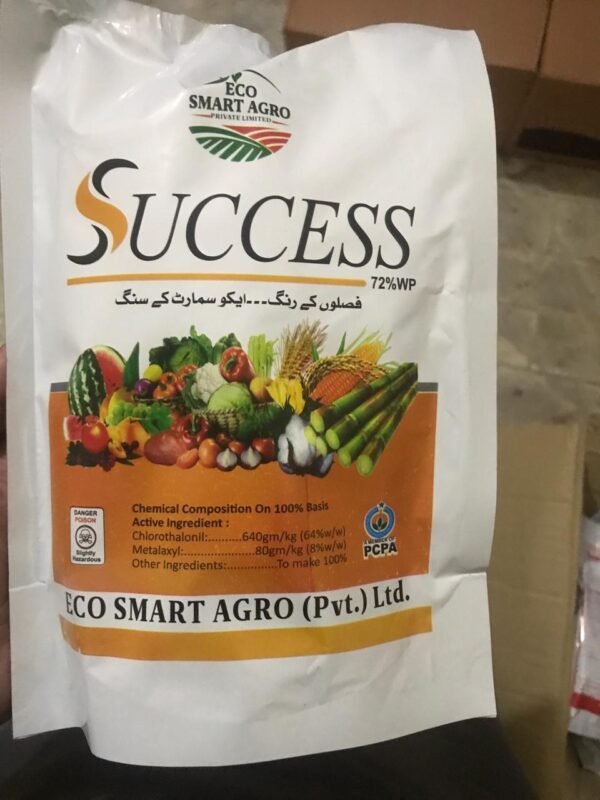 ECO
SMART AGRO
PRIVATE LIMITED
SUCCESS
72%WP
فصلوں کے رنگ۔۔۔ایکو سمارٹ کے سنگ
DANGER
POISON
Slightly
Hazardous
Chemical Composition On 100% Basis
Active Ingredient :
Chlorothalonil:..........640gm/kg (64%w/w)
Metalaxyl:......................80gm/kg (8%w/w)
Other Ingredients:...............To make 100%
A MEMBER OF
PCPA
ECO SMART AGRO (Pvt.) Ltd.